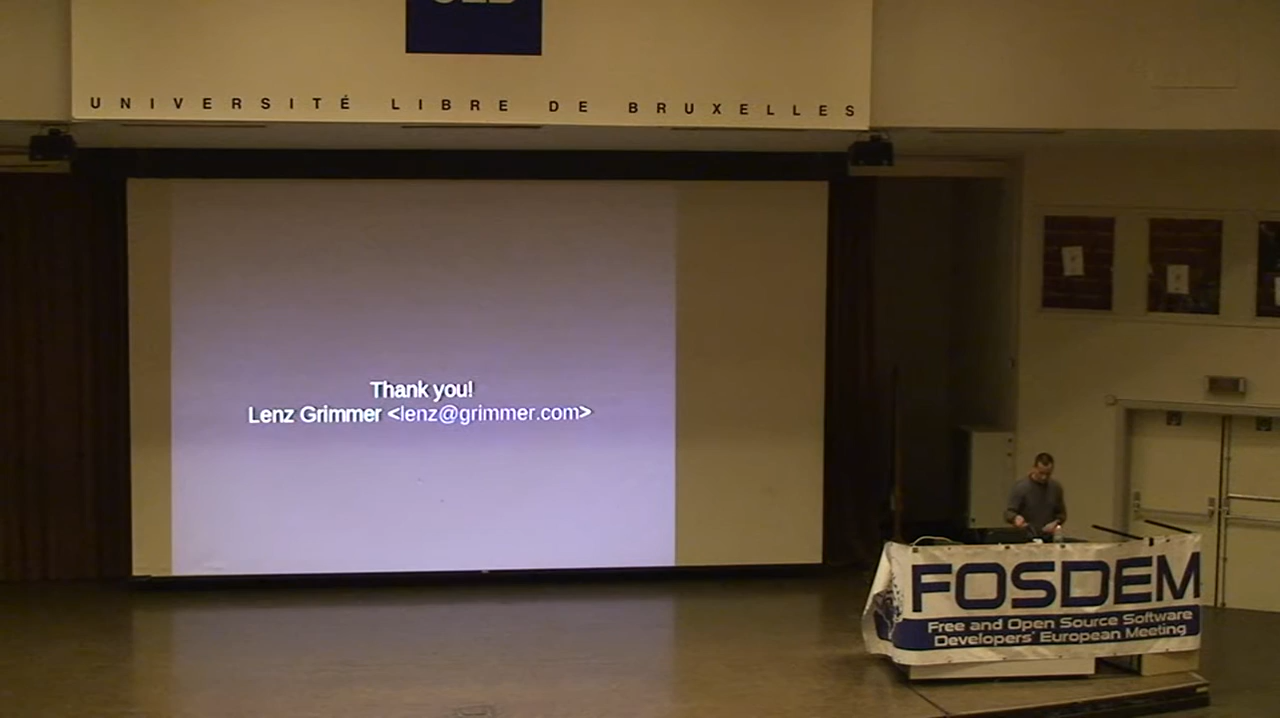 UNIVERSITÉ LIBRE DE BRUXELLES
Thank you!
Lenz Grimmer <lenz@grimmer.com>
FOSDEM
Free and Open Source Software
Developers' European Meeting